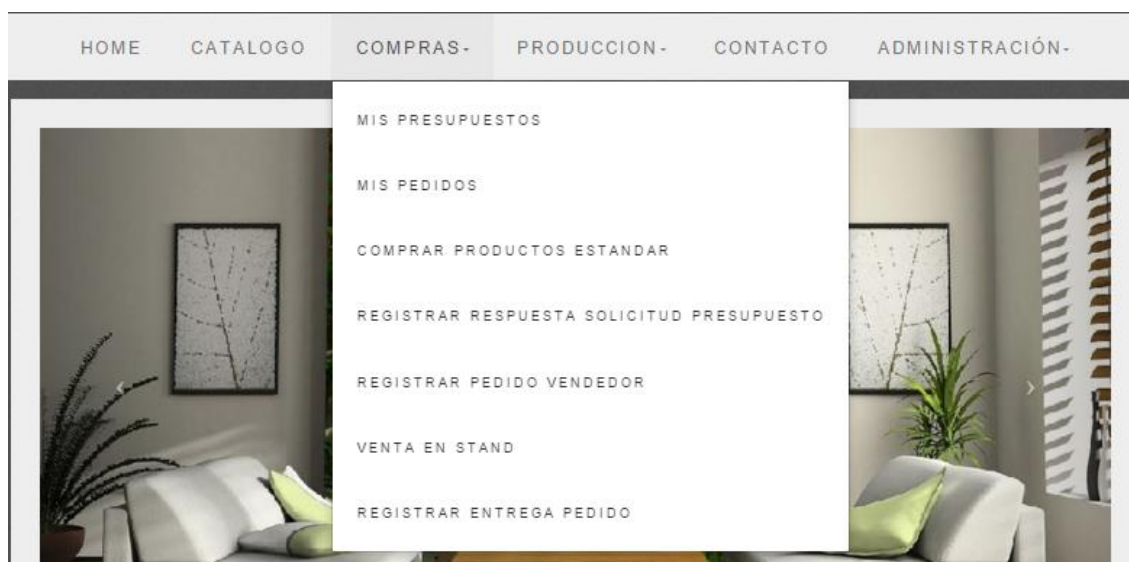 HOME CATALOGO COMPRAS- PRODUCCION- CONTACTO ADMINISTRACIÓN-
MIS PRESUPUESTOS
MIS PEDIDOS
COMPRAR PRODUCTOS ESTANDAR
REGISTRAR RESPUESTA SOLICITUD PRESUPUESTO
REGISTRAR PEDIDO VENDEDOR
VENTA EN STAND
REGISTRAR ENTREGA PEDIDO